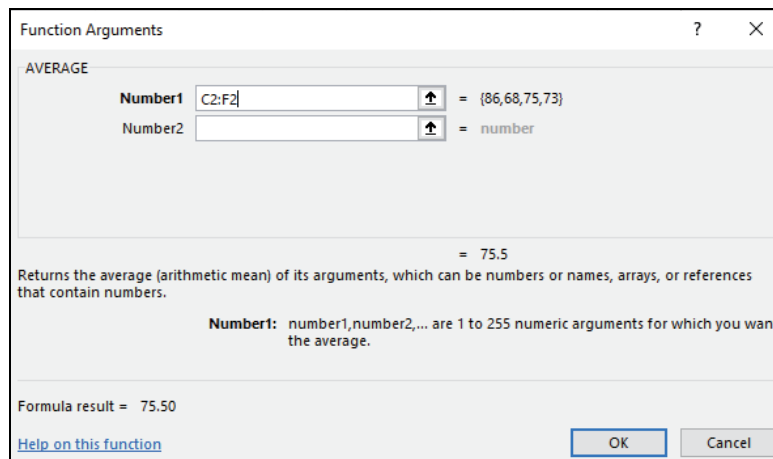 Function Arguments ? ×
AVERAGE
Number1 C2:F2 = {86,68,75,73}
Number2 = number
= 75.5
Returns the average (arithmetic mean) of its arguments, which can be numbers or names, arrays, or references
that contain numbers.
Number1: number1,number2,... are 1 to 255 numeric arguments for which you wan
the average.
Formula result = 75.50
Help on this function OK Cancel